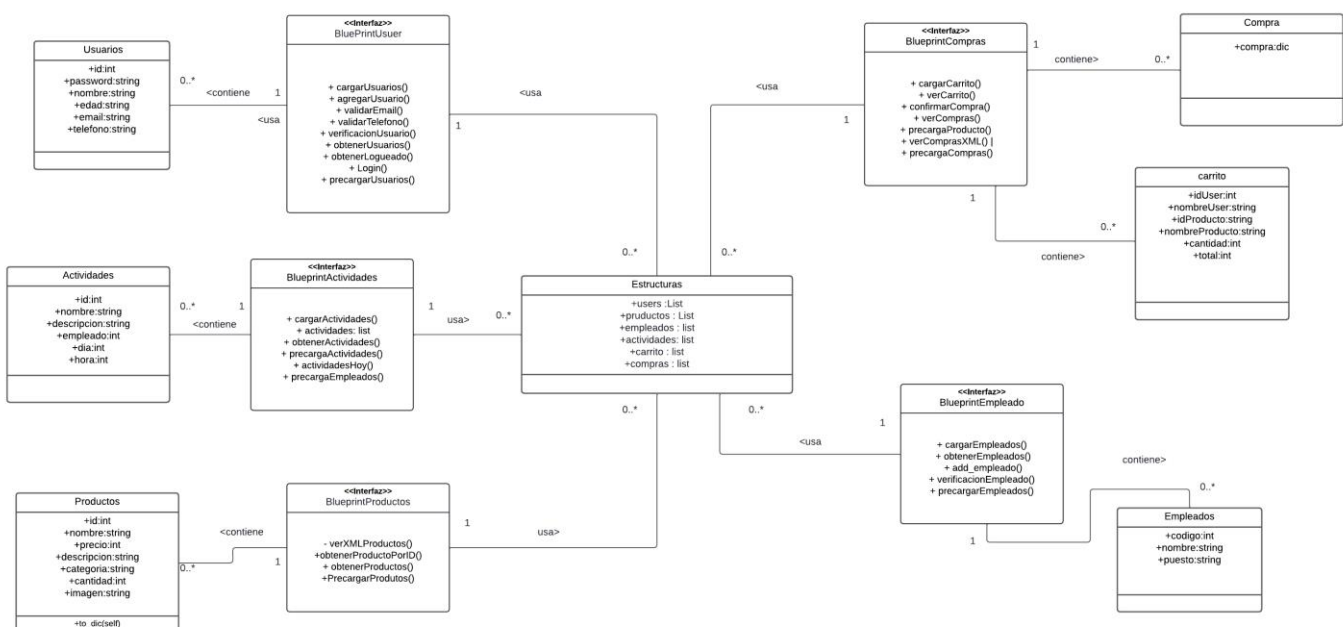 Usuarios
+id:int
+password:string
+nombre:string
+edad:string
+email:string
+telefono:string
0..*
<contiene
1
<usa
<<Interfaz>>
BluePrintUsuer
+ cargarUsuarios()
+ agregarUsuario()
+ validarEmail()
+ validarTelefono()
+ verificacionUsuario()
+ obtenerUsuarios()
+ obtenerLogueado()
+ Login()
+ precargarUsuarios()
<usa
1
0..*
<usa
1
0..*
<<Interfaz>>
BlueprintCompras
+ cargarCarrito()
+ verCarrito()
+ confirmarCompra()
+ verCompras()
+ precargaProducto()
+ verComprasXML() |
+ precargaCompras()
1
contiene>
0..*
Compra
+compra:dic
1
0..*
contiene>
carrito
+idUser:int
+nombreUser:string
+idProducto:string
+nombreProducto:string
+cantidad:int
+total:int
Actividades
+id:int
+nombre:string
+descripcion:string
+empleado:int
+dia:int
+hora:int
0..*
<contiene
1
<<Interfaz>>
BlueprintActividades
+ cargarActividades()
+ actividades: list
+ obtenerActividades()
+ precargaActividades()
+ actividadesHoy()
+ precargaEmpleados()
1
usa>
0..*
Estructuras
+users :List
+pruductos : List
+empleados : list
+actividades: list
+carrito : list
+compras : list
0..*
0..*
<usa
1
<<Interfaz>>
BlueprintEmpleado
+ cargarEmpleados()
+ obtenerEmpleados()
+ add_empleado()
+ verificacionEmpleado()
+ precargarEmpleados()
contiene>
0..*
1
Empleados
+codigo:int
+nombre:string
+puesto:string
Productos
+id:int
+nombre:string
+precio:int
+descripcion:string
+categoria:string
+cantidad:int
+imagen:string
+to_dic(self)
<contiene
0..*
1
<<Interfaz>>
BlueprintProductos
- verXMLProductos()
+obtenerProductoPorID()
+ obtenerProductos()
+PrecargarProdutos()
1
usa>